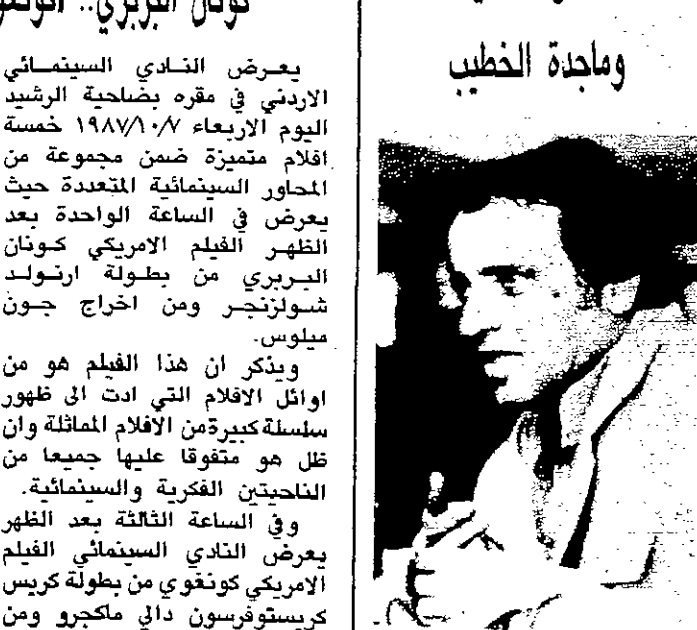 كونان البربري..
يعرض النادي السينمائي
الاردني في مقره بضاحية الرشيد
اليوم الاربعاء ١٩٨٧/١٠/٧ خمسة
افلام متميزة ضمن مجموعة من
المحاور السينمائية المتعددة حيث
يعرض في الساعة الواحدة بعد
الظهر الفيلم الامريكي كونان
البربري من بطولة ارنولد
شولزنجر ومن اخراج جون
ميلوس.
ويذكر ان هذا الفيلم هو من
اوائل الافلام التي ادت الى ظهور
سلسلة كبيرة من الافلام المماثلة وان
ظل هو متفوقا عليها جميعا من
الناحيتين الفكرية والسينمائية.
وفي الساعة الثالثة بعد الظهر
يعرض النادي السينمائي الفيلم
الامريكي كونغوي من بطولة كريس
كريستوفرسون دالي ماكجرو ومن
وماجدة الخطيب